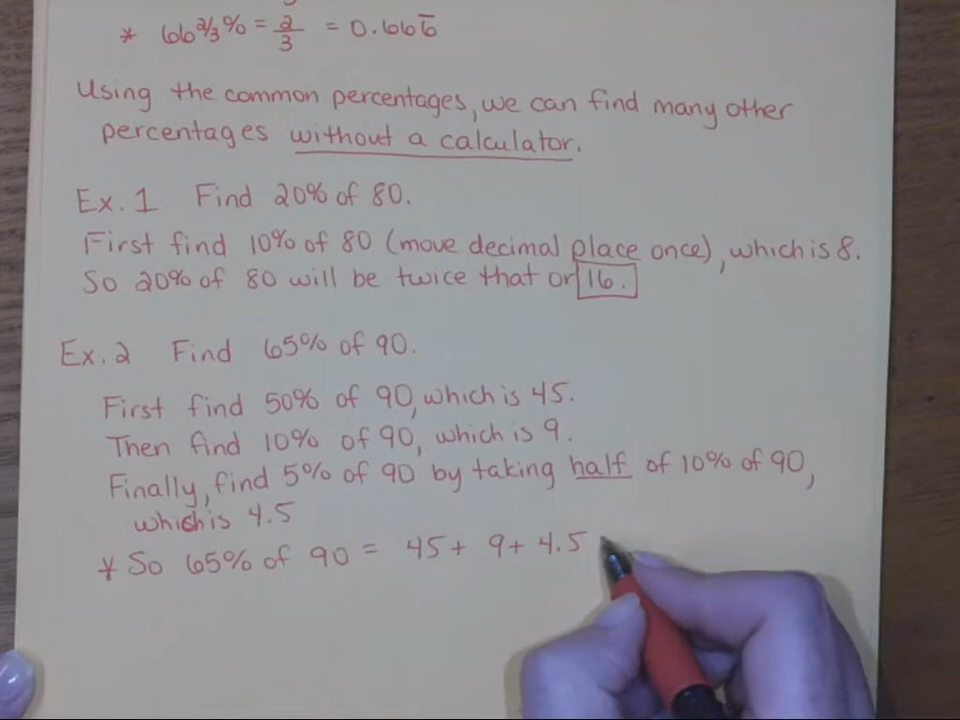 * 66 2/3 % = 2/3 = 0.666̅
Using the common percentages, we can find many other
percentages without a calculator.
Ex. 1 Find 20% of 80.
First find 10% of 80 (move decimal place once), which is 8.
So 20% of 80 will be twice that or 16.
Ex. 2 Find 65% of 90.
First find 50% of 90, which is 45.
Then find 10% of 90, which is 9.
Finally, find 5% of 90 by taking half of 10% of 90,
which is 4.5
* So 65% of 90 = 45 + 9 + 4.5